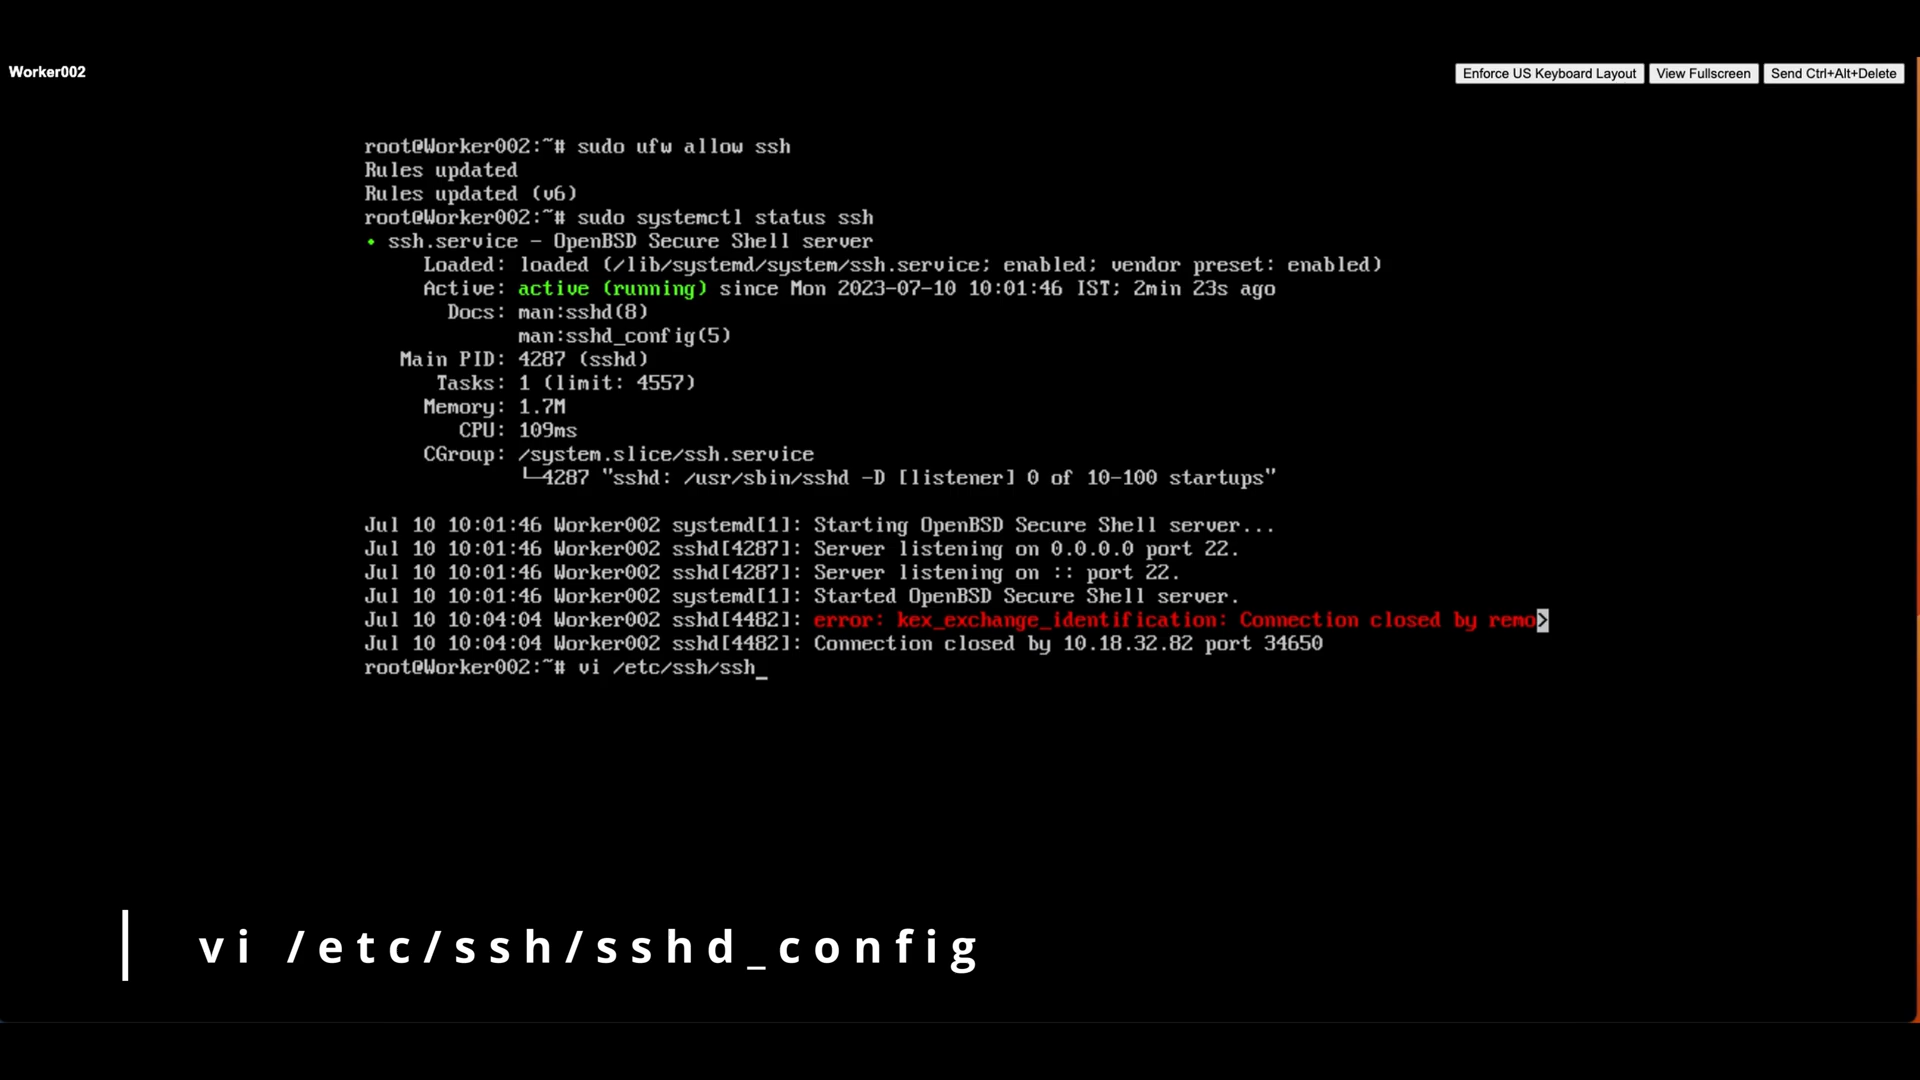 Worker002
Enforce US Keyboard Layout View Fullscreen Send Ctrl+Alt+Delete
root@Worker002:~# sudo ufw allow ssh
Rules updated
Rules updated (v6)
root@Worker002:~# sudo systemctl status ssh
• ssh.service - OpenBSD Secure Shell server
Loaded: loaded (/lib/systemd/system/ssh.service; enabled; vendor preset: enabled)
Active: active (running) since Mon 2023-07-10 10:01:46 IST; 2min 23s ago
Docs: man:sshd(8)
man:sshd_config(5)
Main PID: 4287 (sshd)
Tasks: 1 (limit: 4557)
Memory: 1.7M
CPU: 109ms
CGroup: /system.slice/ssh.service
└─4287 "sshd: /usr/sbin/sshd -D [listener] 0 of 10-100 startups"
Jul 10 10:01:46 Worker002 systemd[1]: Starting OpenBSD Secure Shell server...
Jul 10 10:01:46 Worker002 sshd[4287]: Server listening on 0.0.0.0 port 22.
Jul 10 10:01:46 Worker002 sshd[4287]: Server listening on :: port 22.
Jul 10 10:01:46 Worker002 systemd[1]: Started OpenBSD Secure Shell server.
Jul 10 10:04:04 Worker002 sshd[4482]: error: kex_exchange_identification: Connection closed by remo>
Jul 10 10:04:04 Worker002 sshd[4482]: Connection closed by 10.18.32.82 port 34650
root@Worker002:~# vi /etc/ssh/ssh_
vi /etc/ssh/sshd_config